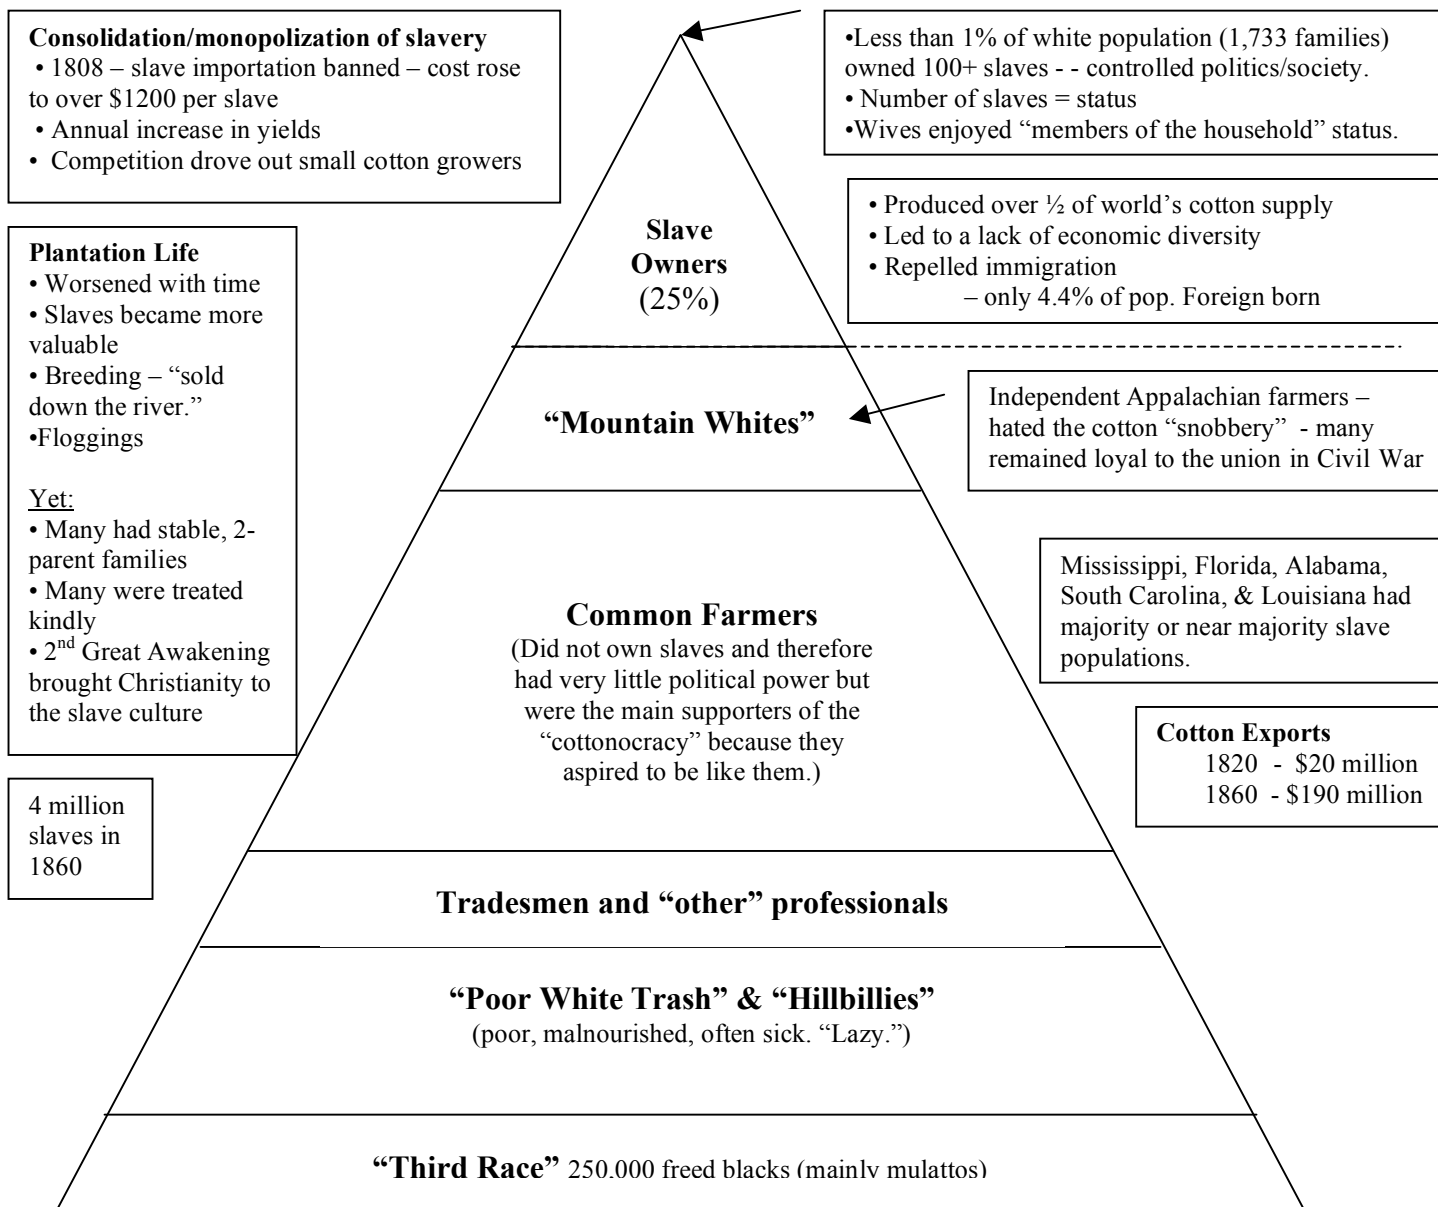 Consolidation/monopolization of slavery
• 1808 – slave importation banned – cost rose
to over $1200 per slave
• Annual increase in yields
• Competition drove out small cotton growers
•Less than 1% of white population (1,733 families)
owned 100+ slaves - - controlled politics/society.
• Number of slaves = status
•Wives enjoyed “members of the household” status.
• Produced over ½ of world’s cotton supply
• Led to a lack of economic diversity
• Repelled immigration
– only 4.4% of pop. Foreign born
Slave
Owners
(25%)
Plantation Life
• Worsened with time
• Slaves became more
valuable
• Breeding – “sold
down the river.”
•Floggings
Yet:
• Many had stable, 2-
parent families
• Many were treated
kindly
• 2nd Great Awakening
brought Christianity to
the slave culture
“Mountain Whites”
Independent Appalachian farmers –
hated the cotton “snobbery” - many
remained loyal to the union in Civil War
Common Farmers
(Did not own slaves and therefore
had very little political power but
were the main supporters of the
“cottonocracy” because they
aspired to be like them.)
Mississippi, Florida, Alabama,
South Carolina, & Louisiana had
majority or near majority slave
populations.
Cotton Exports
1820 - $20 million
1860 - $190 million
4 million
slaves in
1860
Tradesmen and “other” professionals
“Poor White Trash” & “Hillbillies”
(poor, malnourished, often sick. “Lazy.”)
“Third Race” 250,000 freed blacks (mainly mulattos)